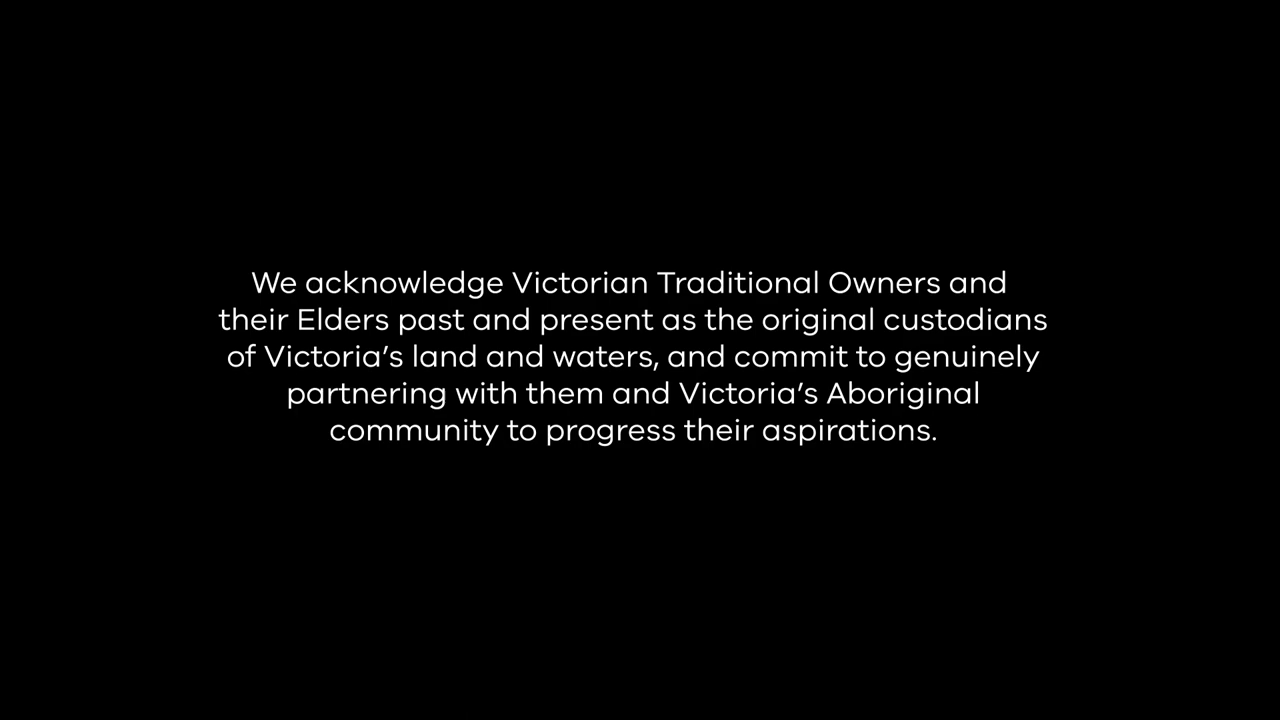 We acknowledge Victorian Traditional Owners and
their Elders past and present as the original custodians
of Victoria’s land and waters, and commit to genuinely
partnering with them and Victoria’s Aboriginal
community to progress their aspirations.